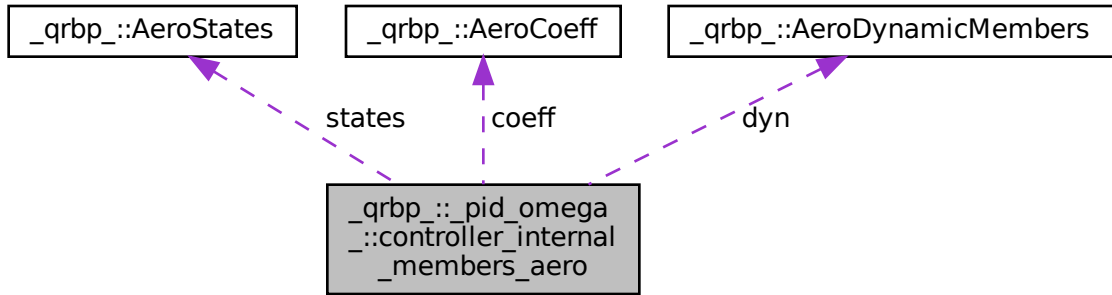 _qrbp_::AeroStates
_qrbp_::AeroCoeff
_qrbp_::AeroDynamicMembers
states
coeff
dyn
_qrbp_::_pid_omega
_::controller_internal
_members_aero